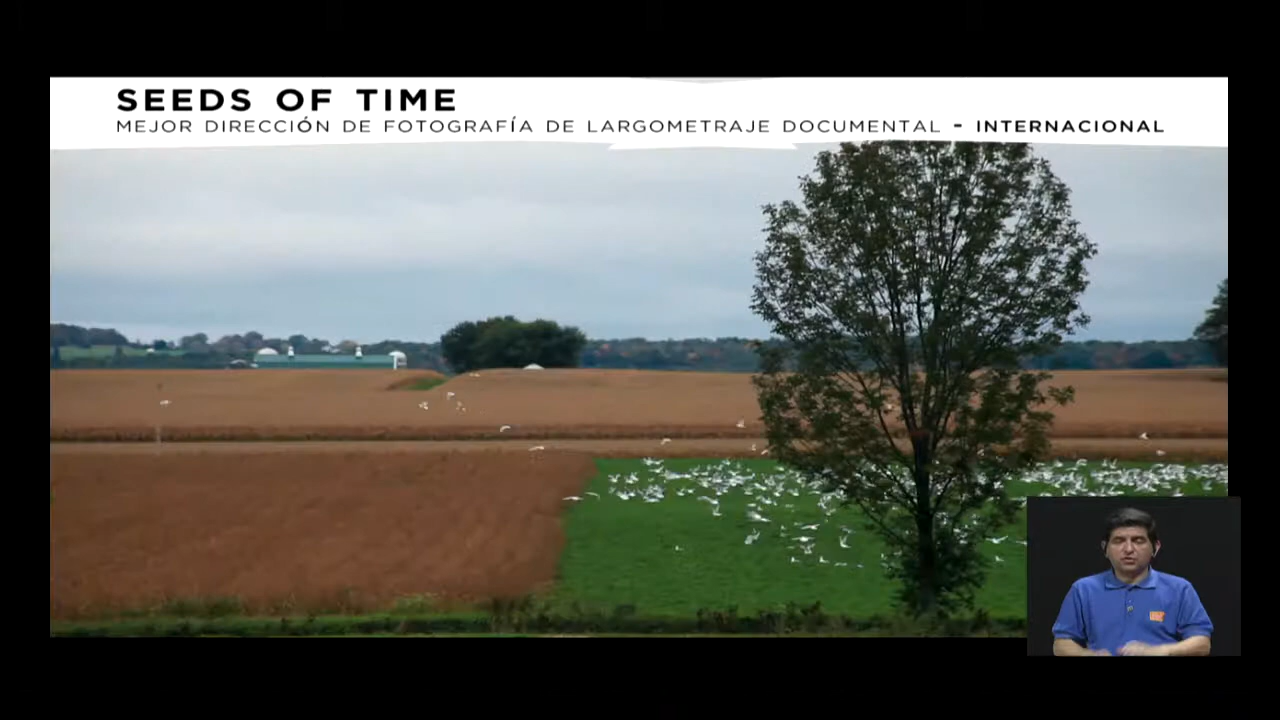 SEEDS OF TIME
MEJOR DIRECCIÓN DE FOTOGRAFÍA DE LARGOMETRAJE DOCUMENTAL - INTERNACIONAL